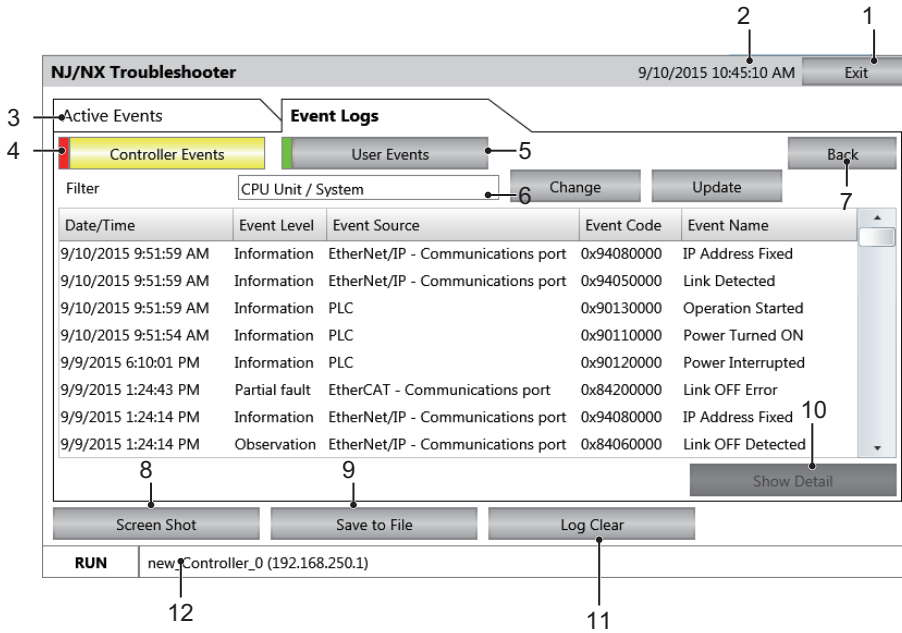 2 1
NJ/NX Troubleshooter 9/10/2015 10:45:10 AM Exit
3 Active Events Event Logs
4 Controller Events User Events 5 Back
Filter CPU Unit / System 6 Change Update 7
Date/Time Event Level Event Source Event Code Event Name
9/10/2015 9:51:59 AM Information EtherNet/IP - Communications port 0x94080000 IP Address Fixed
9/10/2015 9:51:59 AM Information EtherNet/IP - Communications port 0x94050000 Link Detected
9/10/2015 9:51:59 AM Information PLC 0x90130000 Operation Started
9/10/2015 9:51:54 AM Information PLC 0x90110000 Power Turned ON
9/9/2015 6:10:01 PM Information PLC 0x90120000 Power Interrupted
9/9/2015 1:24:43 PM Partial fault EtherCAT - Communications port 0x84200000 Link OFF Error
9/9/2015 1:24:14 PM Information EtherNet/IP - Communications port 0x94080000 IP Address Fixed 10
9/9/2015 1:24:14 PM Observation EtherNet/IP - Communications port 0x84060000 Link OFF Detected
8 9 Show Detail
Screen Shot Save to File Log Clear
RUN new_Controller_0 (192.168.250.1)
12 11